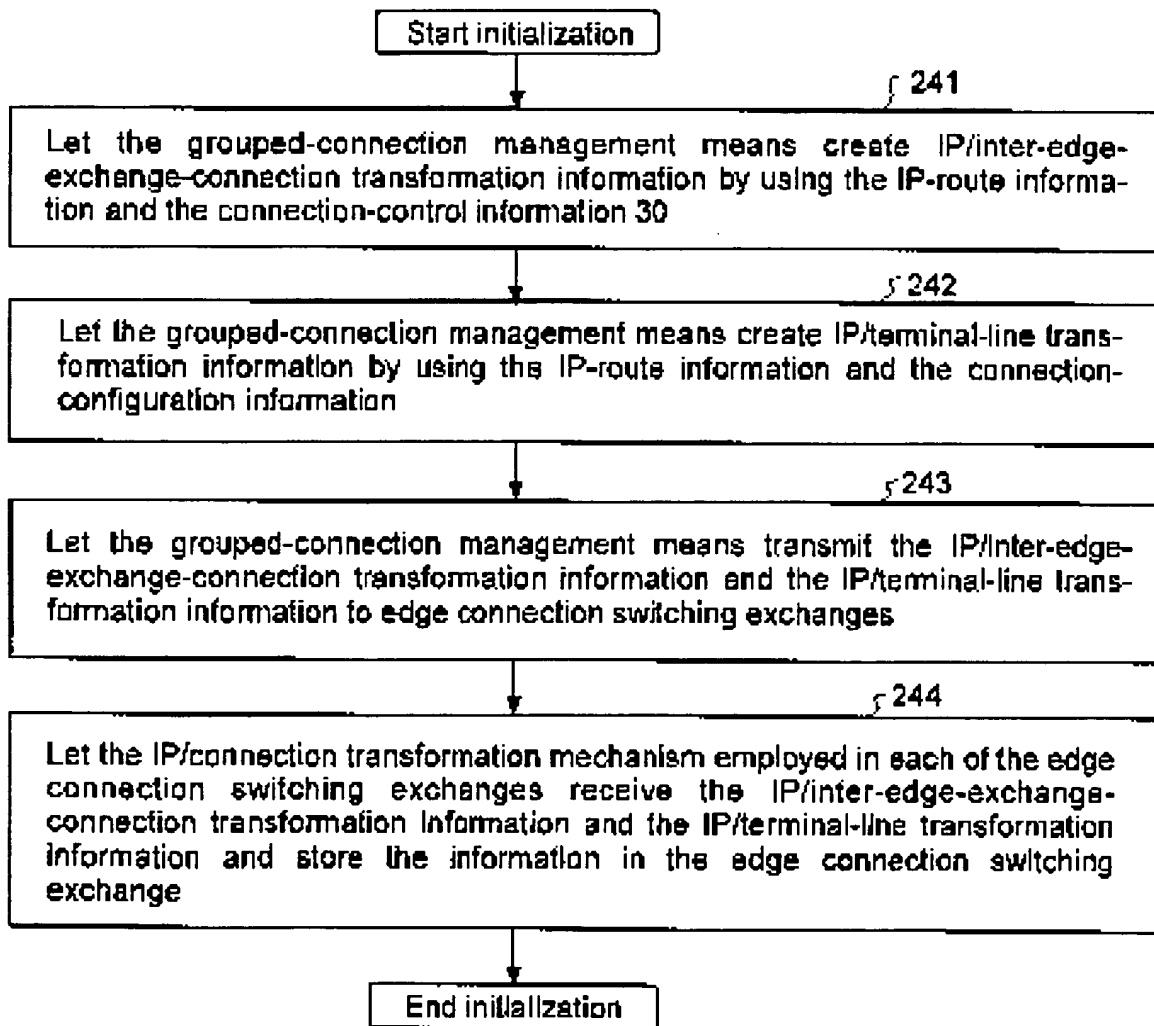 Start initialization
241
Let the grouped-connection management means create IP/inter-edge-
exchange-connection transformation information by using the IP-route informa-
tion and the connection-control information 30
242
Let the grouped-connection management means create IP/terminal-line trans-
formation information by using the IP-route information and the connection-
configuration information
243
Let the grouped-connection management means transmit the IP/inter-edge-
exchange-connection transformation information and the IP/terminal-line trans-
formation information to edge connection switching exchanges
244
Let the IP/connection transformation mechanism employed in each of the edge
connection switching exchanges receive the IP/inter-edge-exchange-
connection transformation information and the IP/terminal-line transformation
information and store the information in the edge connection switching
exchange
End initialization